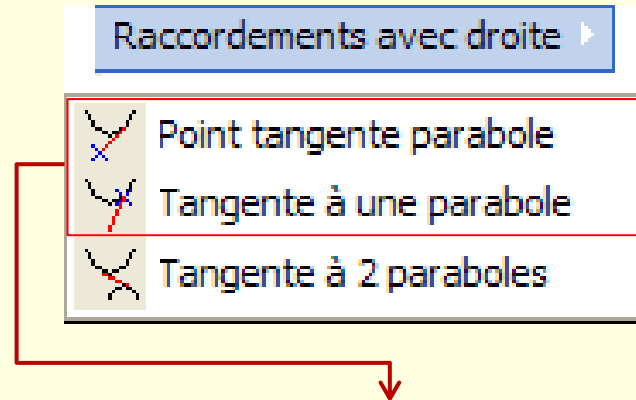 Raccordements avec droite
Point tangente parabole
Tangente à une parabole
Tangente à 2 paraboles